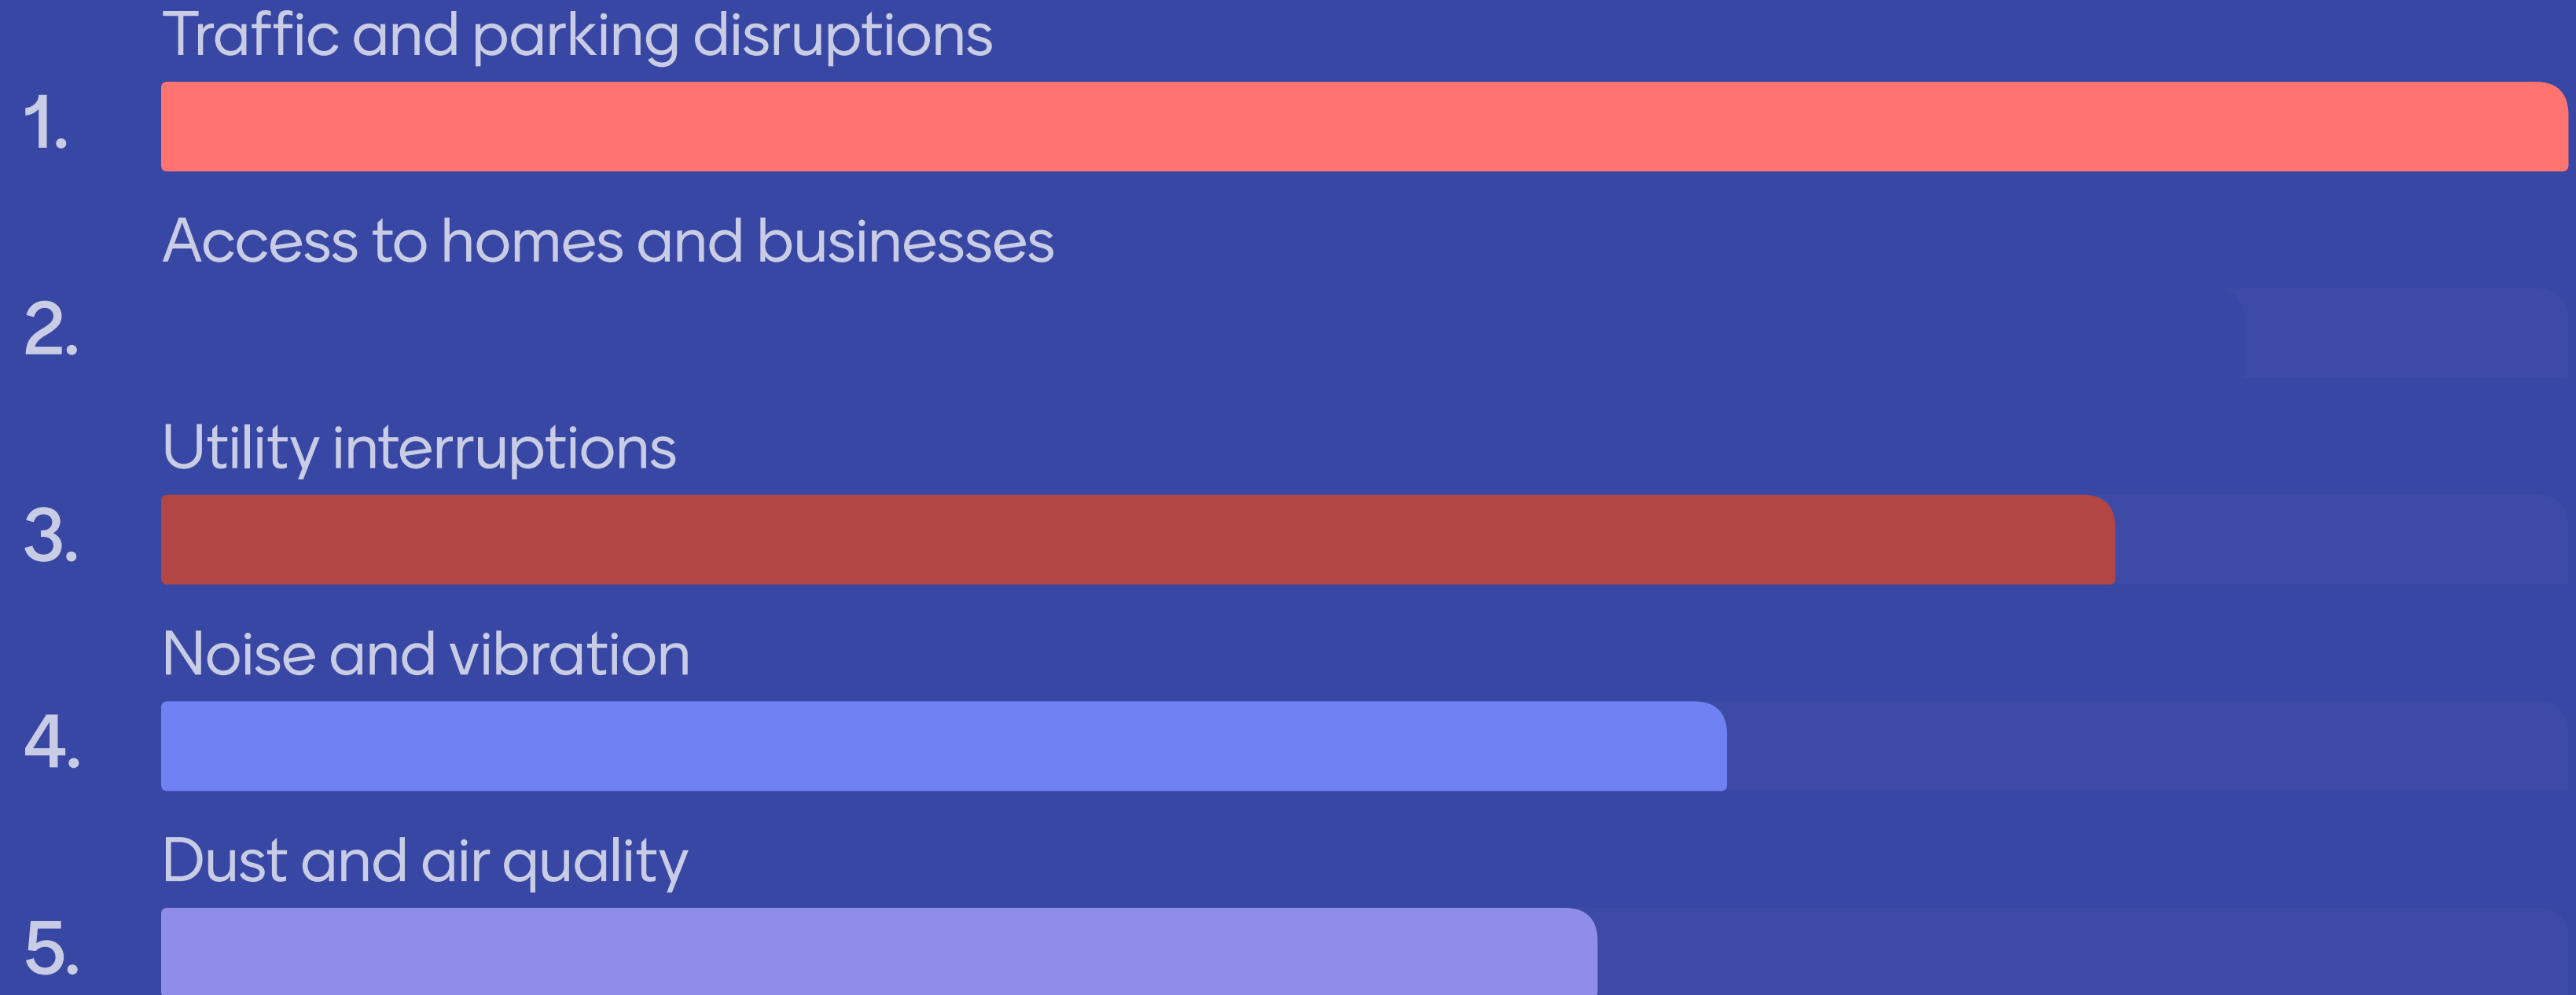 Traffic and parking disruptions
1.
Access to homes and businesses
2.
Utility interruptions
3.
Noise and vibration
4.
Dust and air quality
5.